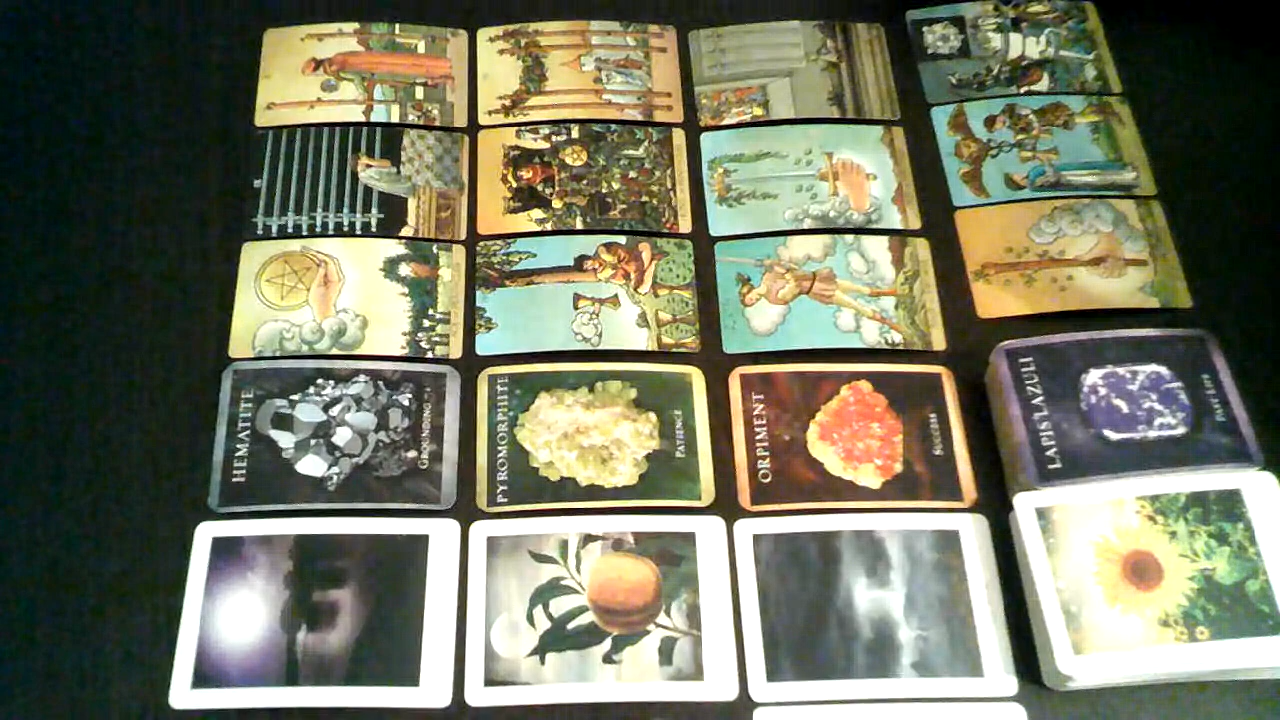 HEMATITE
GROUNDING
PYROMORPHITE
PATIENCE
ORPIMENT
SUCCESS
LAPIS LAZULI
PAST LIFE